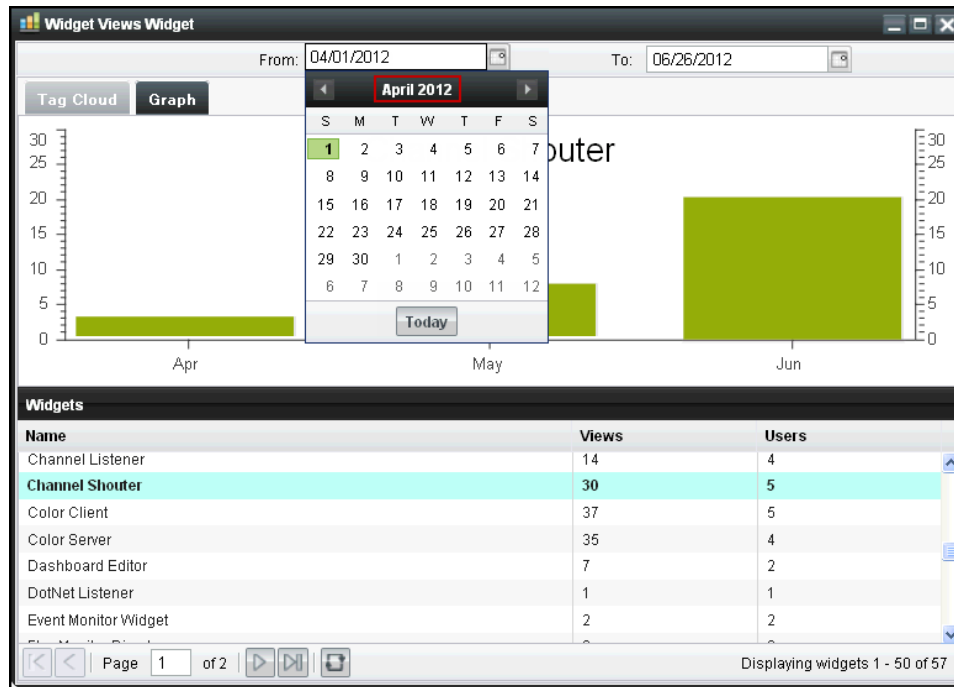 Widget Views Widget
From: 04/01/2012 To: 06/26/2012
Tag Cloud Graph
April 2012
S M T W T F S
1 2 3 4 5 6 7
8 9 10 11 12 13 14
15 16 17 18 19 20 21
22 23 24 25 26 27 28
29 30 1 2 3 4 5
6 7 8 9 10 11 12
Today
outer
30 30
25 25
20 20
15 15
10 10
5 5
0 0
Apr May Jun
Widgets
Name Views Users
Channel Listener 14 4
Channel Shouter 30 5
Color Client 37 5
Color Server 35 4
Dashboard Editor 7 2
DotNet Listener 1 1
Event Monitor Widget 2 2
Page 1 of 2 Displaying widgets 1 - 50 of 57